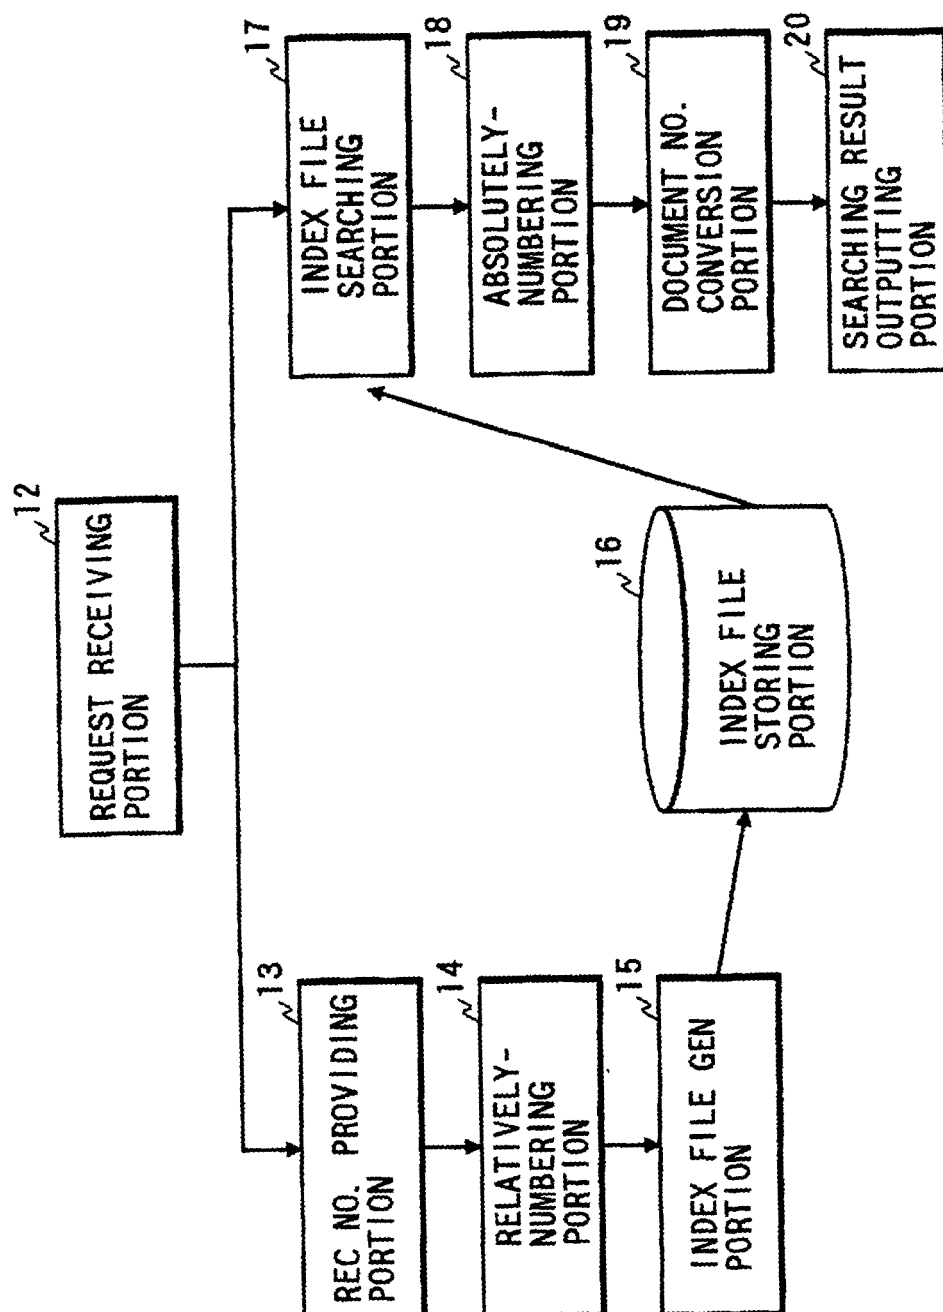 12
REQUEST RECEIVING
PORTION
13
REC NO. PROVIDING
PORTION
14
RELATIVELY-
NUMBERING
PORTION
15
INDEX FILE GEN
PORTION
16
INDEX FILE
STORING
PORTION
17
INDEX FILE
SEARCHING
PORTION
18
ABSOLUTELY-
NUMBERING
PORTION
19
DOCUMENT NO.
CONVERSION
PORTION
20
SEARCHING RESULT
OUTPUTTING
PORTION